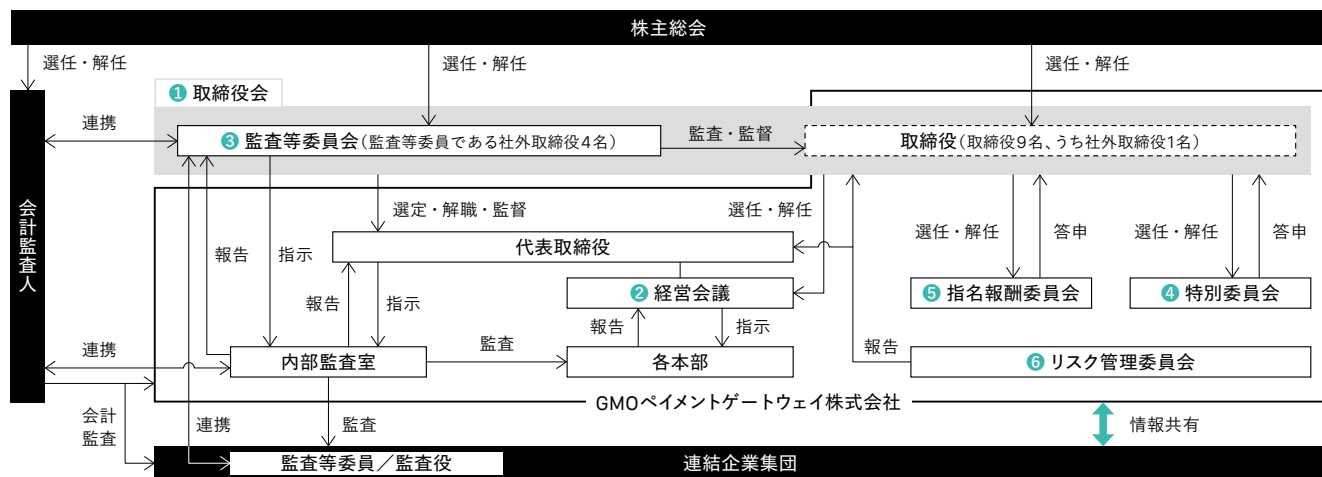 株主総会
選任・解任
選任・解任
選任・解任
❶ 取締役会
連携
❸ 監査等委員会(監査等委員である社外取締役4名)
監査・監督
取締役(取締役9名、うち社外取締役1名)
会計監査人
選定・解職・監督
選任・解任
選任・解任
答申
選任・解任
答申
報告
指示
代表取締役
報告
指示
❷ 経営会議
❺ 指名報酬委員会
❹ 特別委員会
報告
指示
連携
内部監査室
監査
各本部
報告
❻ リスク管理委員会
GMOペイメントゲートウェイ株式会社
会計
監査
連携
監査
情報共有
監査等委員/監査役
連結企業集団